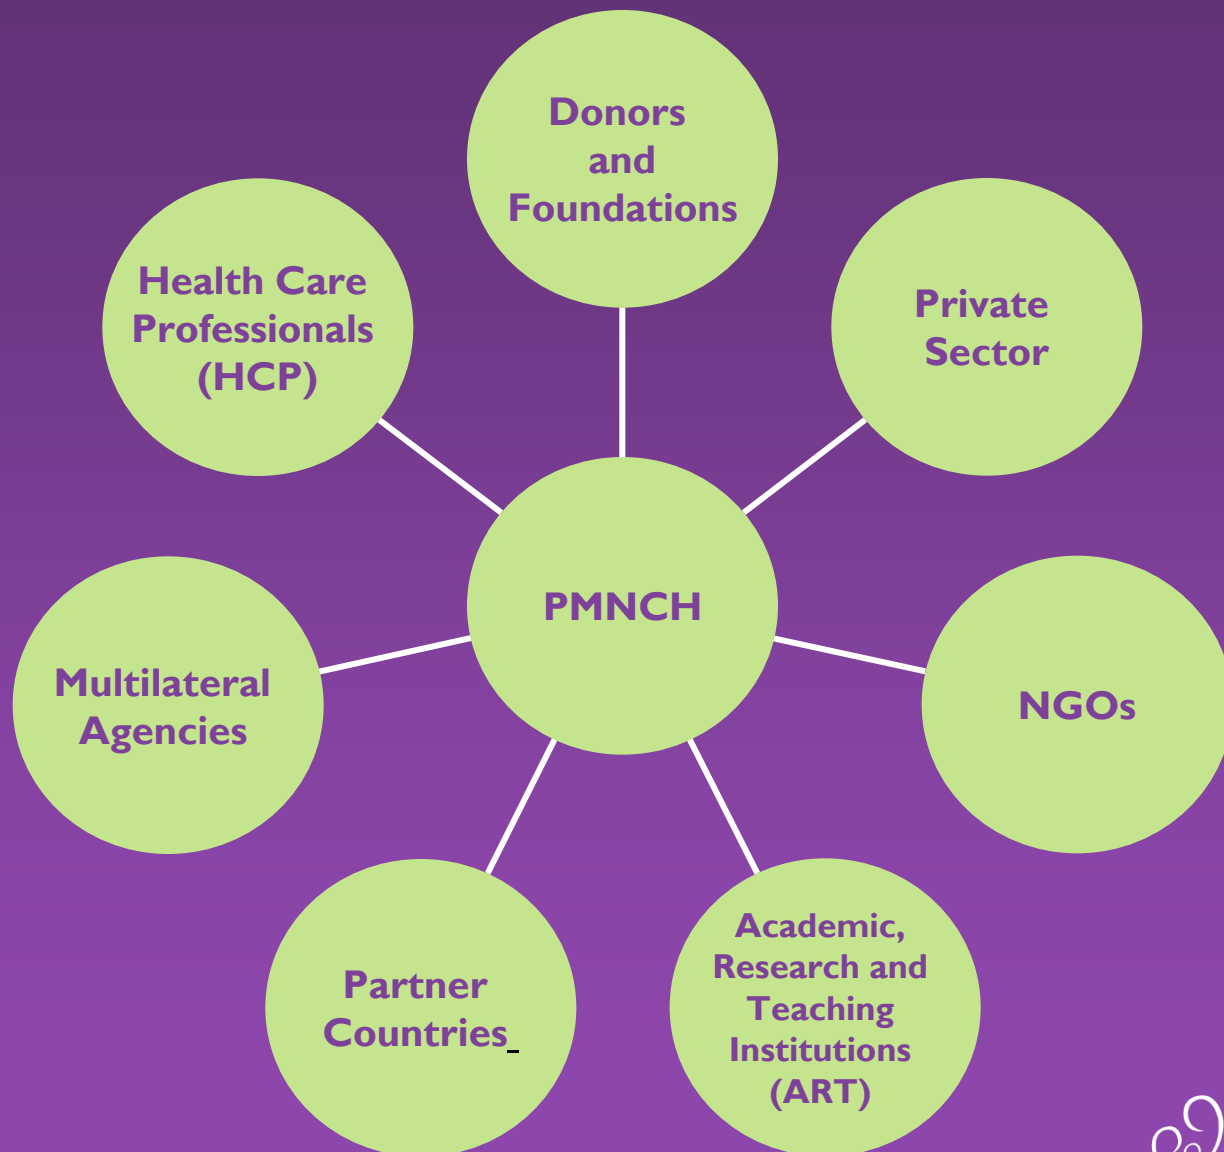 Donors
and
Foundations
Health Care
Professionals
(HCP)
Private
Sector
PMNCH
Multilateral
Agencies
NGOs
Partner
Countries_
Academic,
Research and
Teaching
Institutions
(ART)